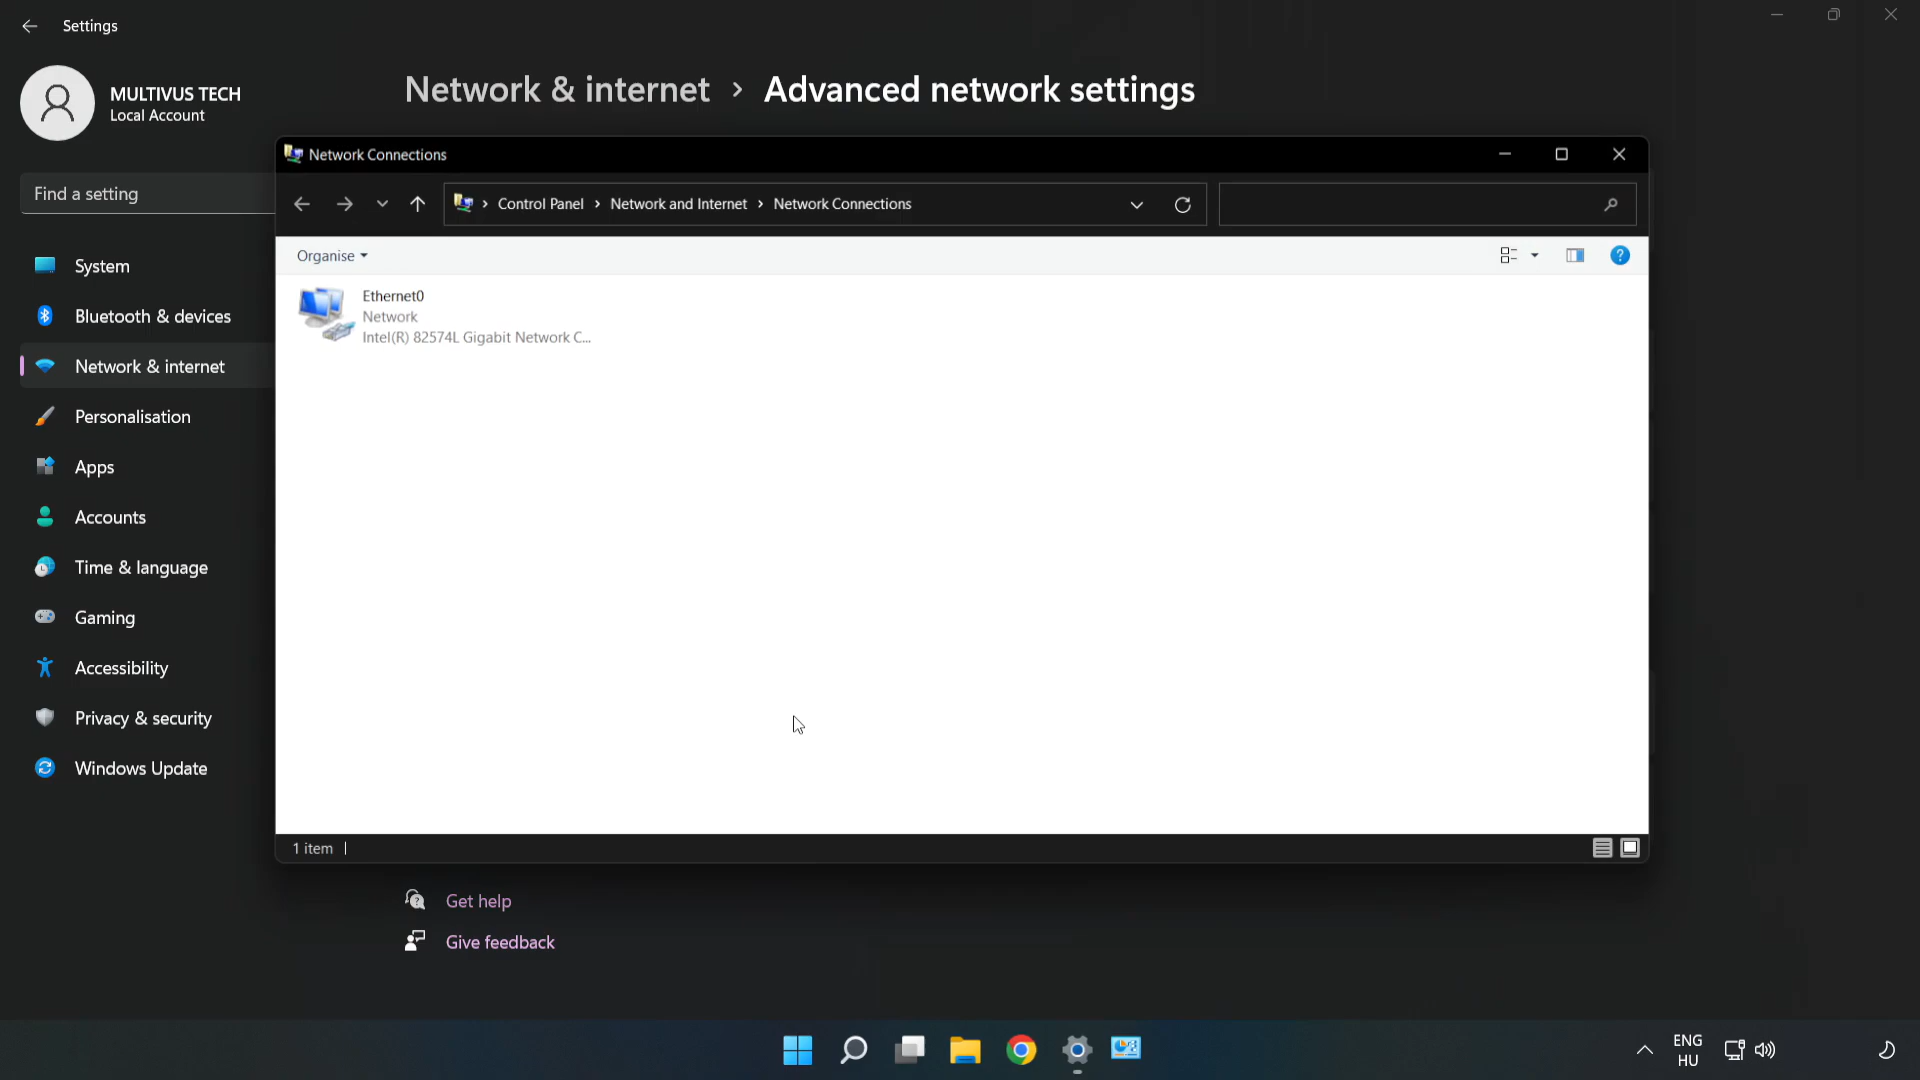 Settings
MULTIVUS TECH
Local Account
Network & internet > Advanced network settings
Network Connections
Find a setting
Control Panel > Network and Internet > Network Connections
Organise
System
Bluetooth & devices
Network & internet
Personalisation
Apps
Accounts
Time & language
Gaming
Accessibility
Privacy & security
Windows Update
Ethernet0
Network
Intel(R) 82574L Gigabit Network C...
1 item
Get help
Give feedback
ENG
HU